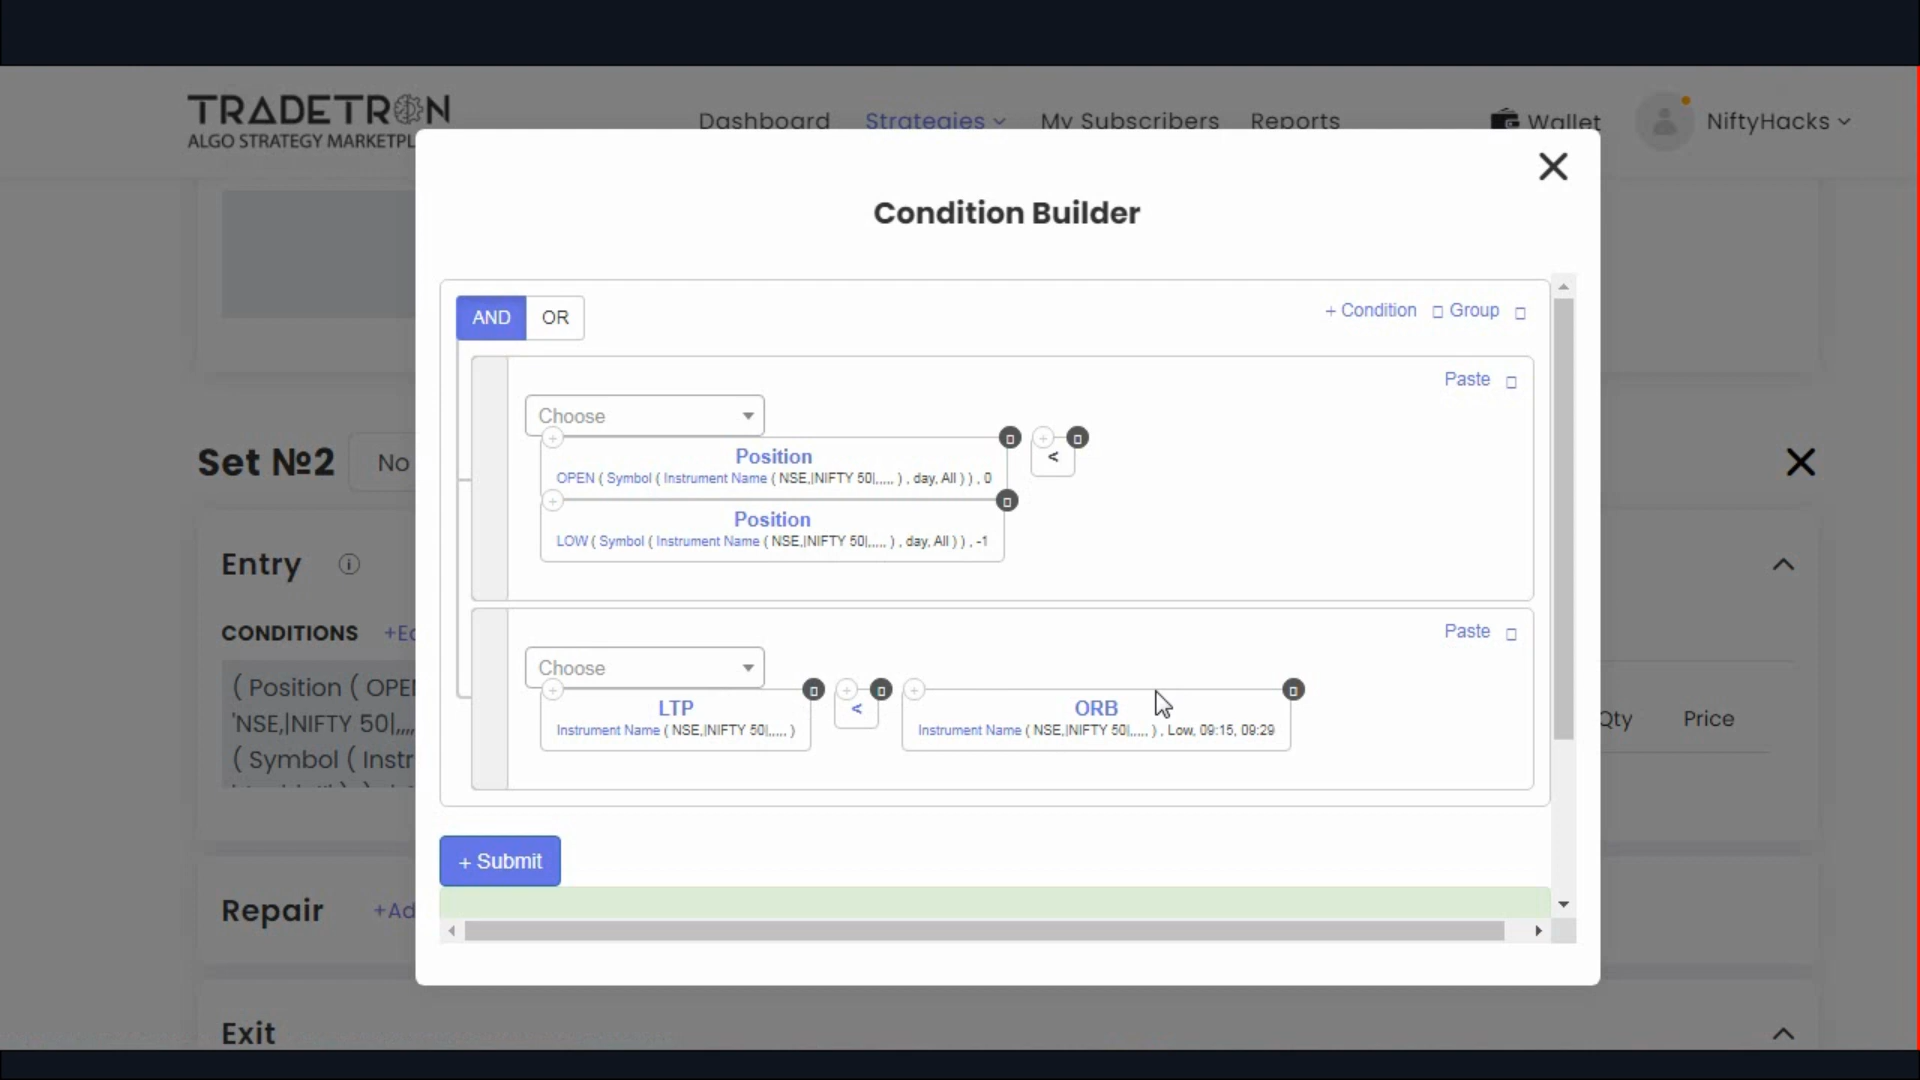 TRADETRON
ALGO STRATEGY MARKETPL
Dashboard Strategies My Subscribers Reports Wallet NiftyHacks
Condition Builder
AND OR
+ Condition Group
Paste
Choose
Position
OPEN ( Symbol ( Instrument Name ( NSE,|NIFTY 50|,,,,, ) , day, All ) ) , 0
<
Position
LOW ( Symbol ( Instrument Name ( NSE,|NIFTY 50|,,,,, ) , day, All ) ) , -1
Paste
Choose
LTP
Instrument Name ( NSE,|NIFTY 50|,,,,, )
<
ORB
Instrument Name ( NSE,|NIFTY 50|,,,,, ) , Low, 09:15, 09:29
+ Submit
Set №2 No
Entry
CONDITIONS +Ed
( Position ( OPE
'NSE,|NIFTY 50|,,,,
( Symbol ( Instr
Qty Price
Repair +Ad
Exit